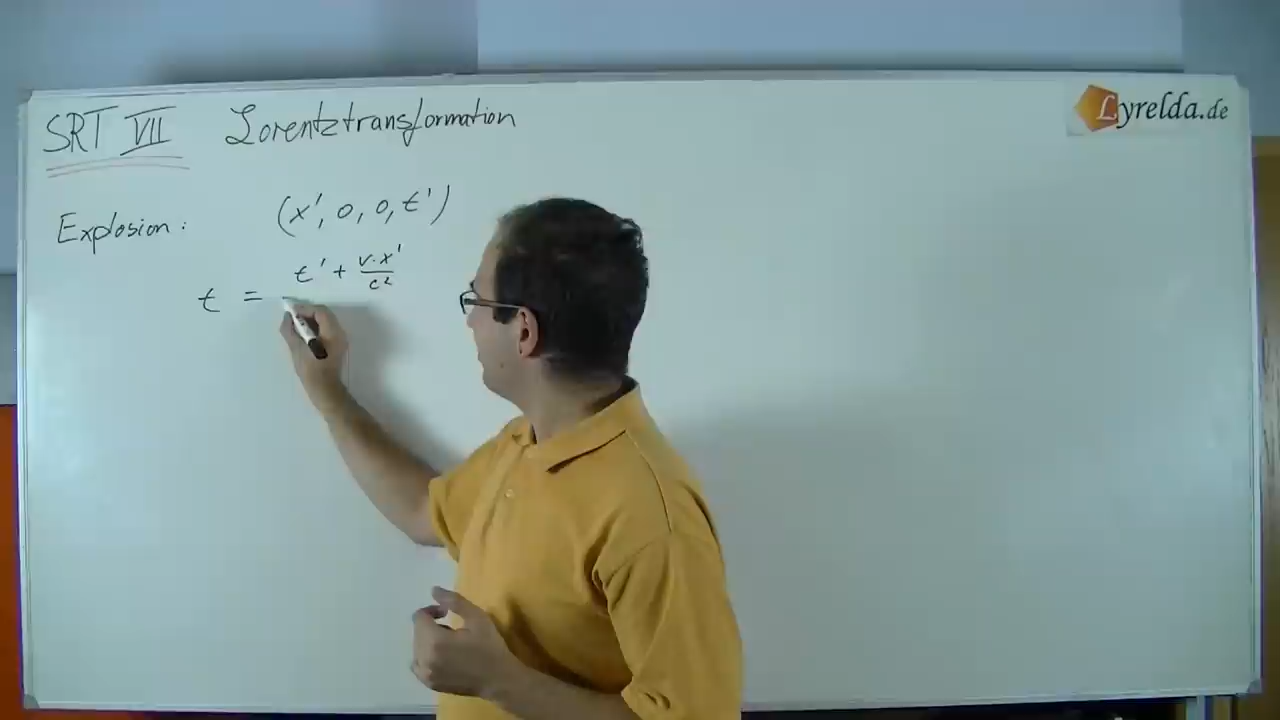 SRT VII Lorentztransformation
Lyrelda.de
Explosion: (x', 0, 0, t')
t = t' + v·x'/c²